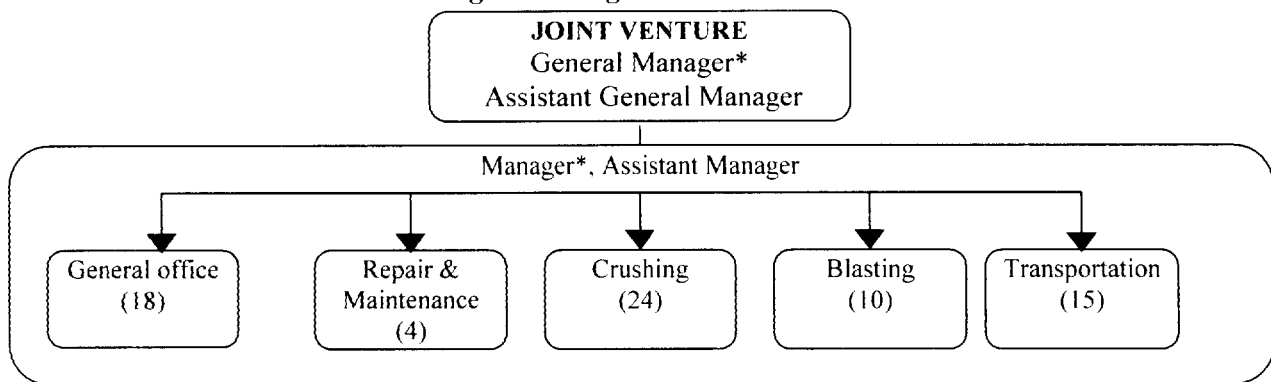 JOINT VENTURE
General Manager*
Assistant General Manager
Manager*, Assistant Manager
General office
(18)
Repair &
Maintenance
(4)
Crushing
(24)
Blasting
(10)
Transportation
(15)